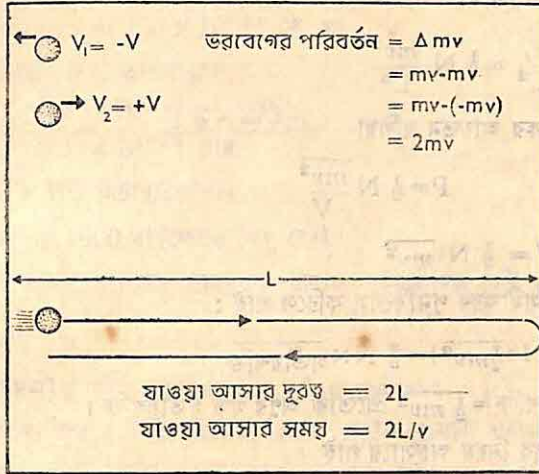 V₁= -V
ভরবেগের পরিবর্তন = Δmv
= mv-mv
V₂=+V
= mv-(-mv)
= 2mv
L
যাওয়া আসার দূরত্ব = 2L
যাওয়া আসার সময় = 2L/v